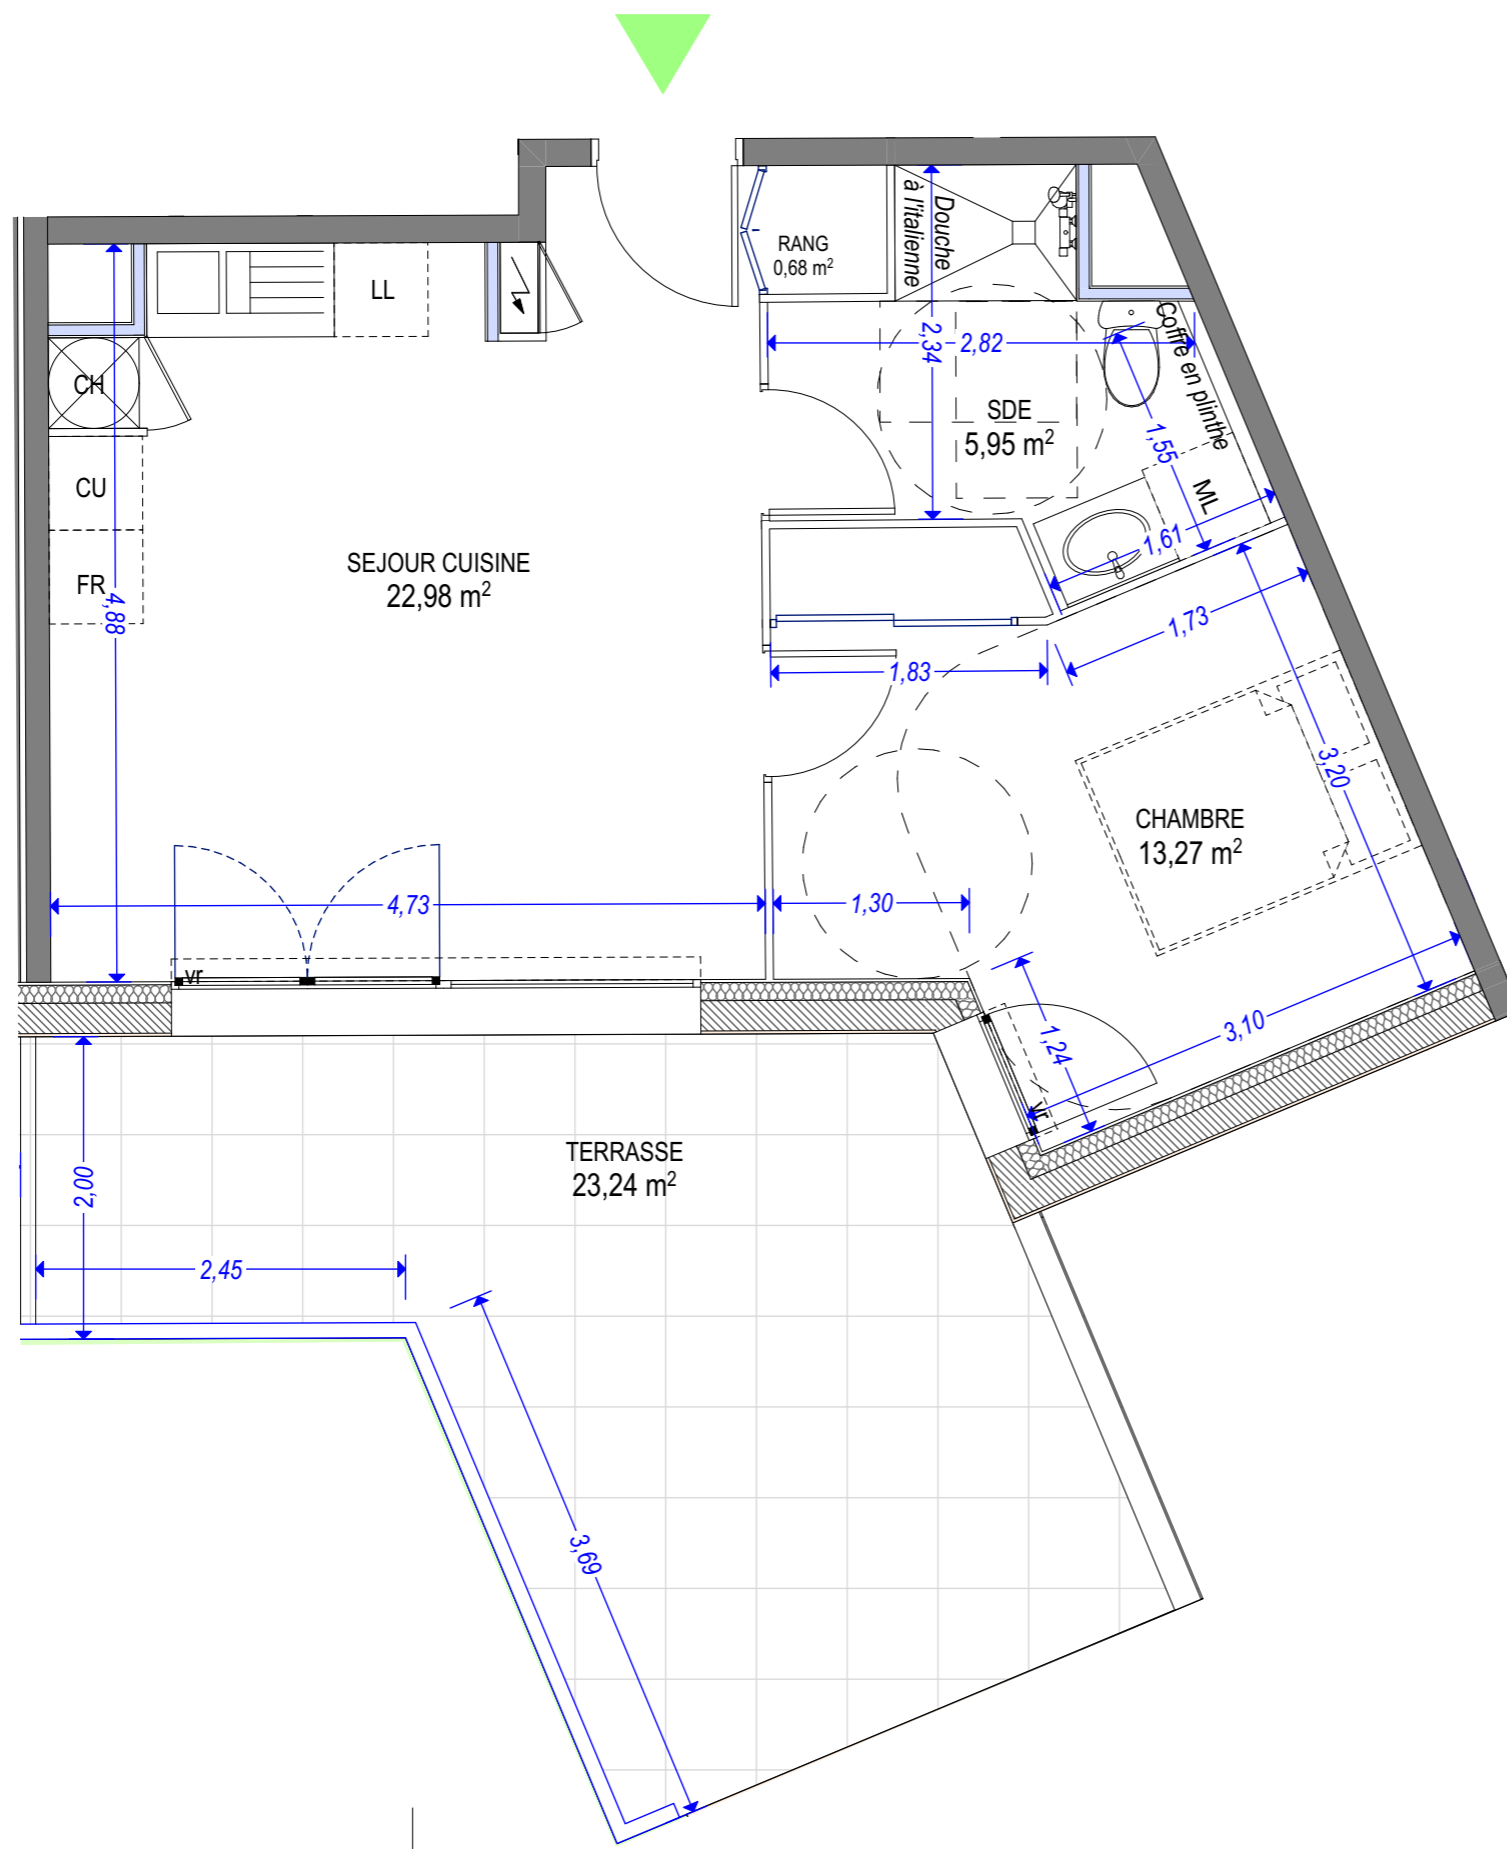 RANG
0,68 m²
Douche
à l'italienne
LL
2,34
2,82
Coffre en plinthe
CH
SDE
5,95 m²
1,55
CU
ML
1,61
SEJOUR CUISINE
22,98 m²
FR
4,88
1,73
1,83
3,20
CHAMBRE
13,27 m²
4,73
1,30
vr
1,24
3,10
vr
TERRASSE
23,24 m²
2,00
2,45
3,69